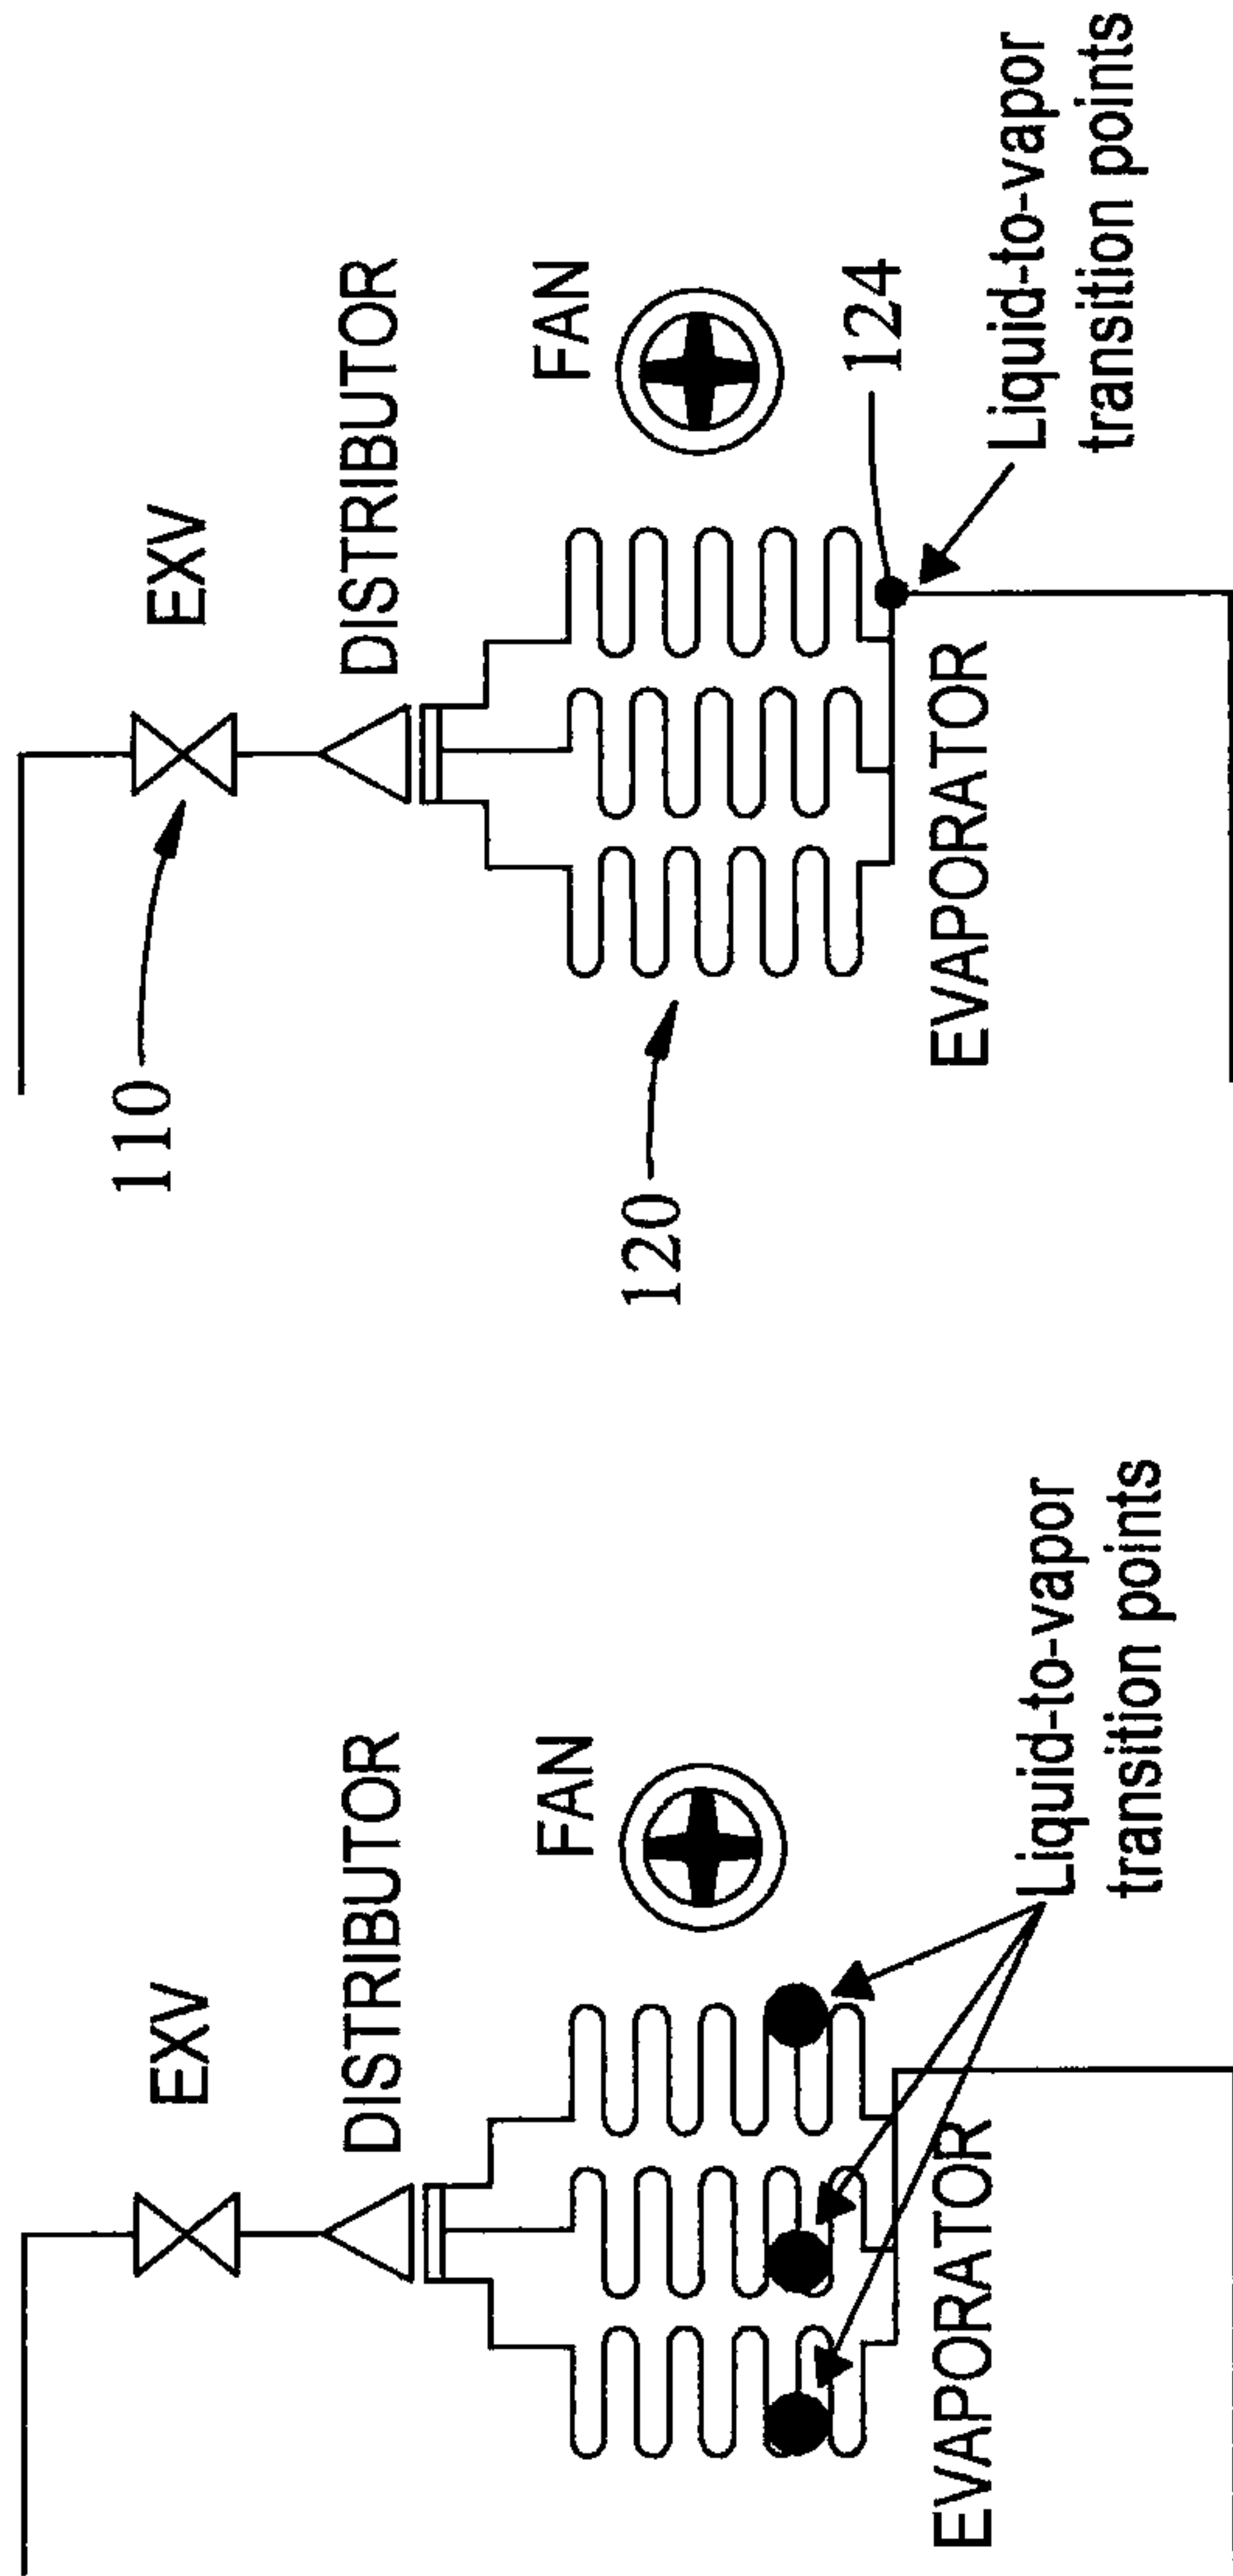 EXV
DISTRIBUTOR
FAN
EVAPORATOR
Liquid-to-vapor
transition points
110
EXV
DISTRIBUTOR
FAN
120
124
EVAPORATOR
Liquid-to-vapor
transition points